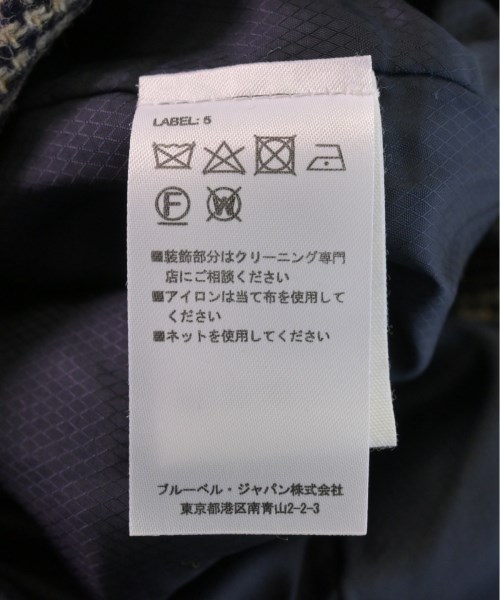 LABEL: 5
F W
■装飾部分はクリーニング専門
店にご相談ください
■アイロンは当て布を使用して
ください
■ネットを使用してください
ブルーベル・ジャパン株式会社
東京都港区南青山2-2-3